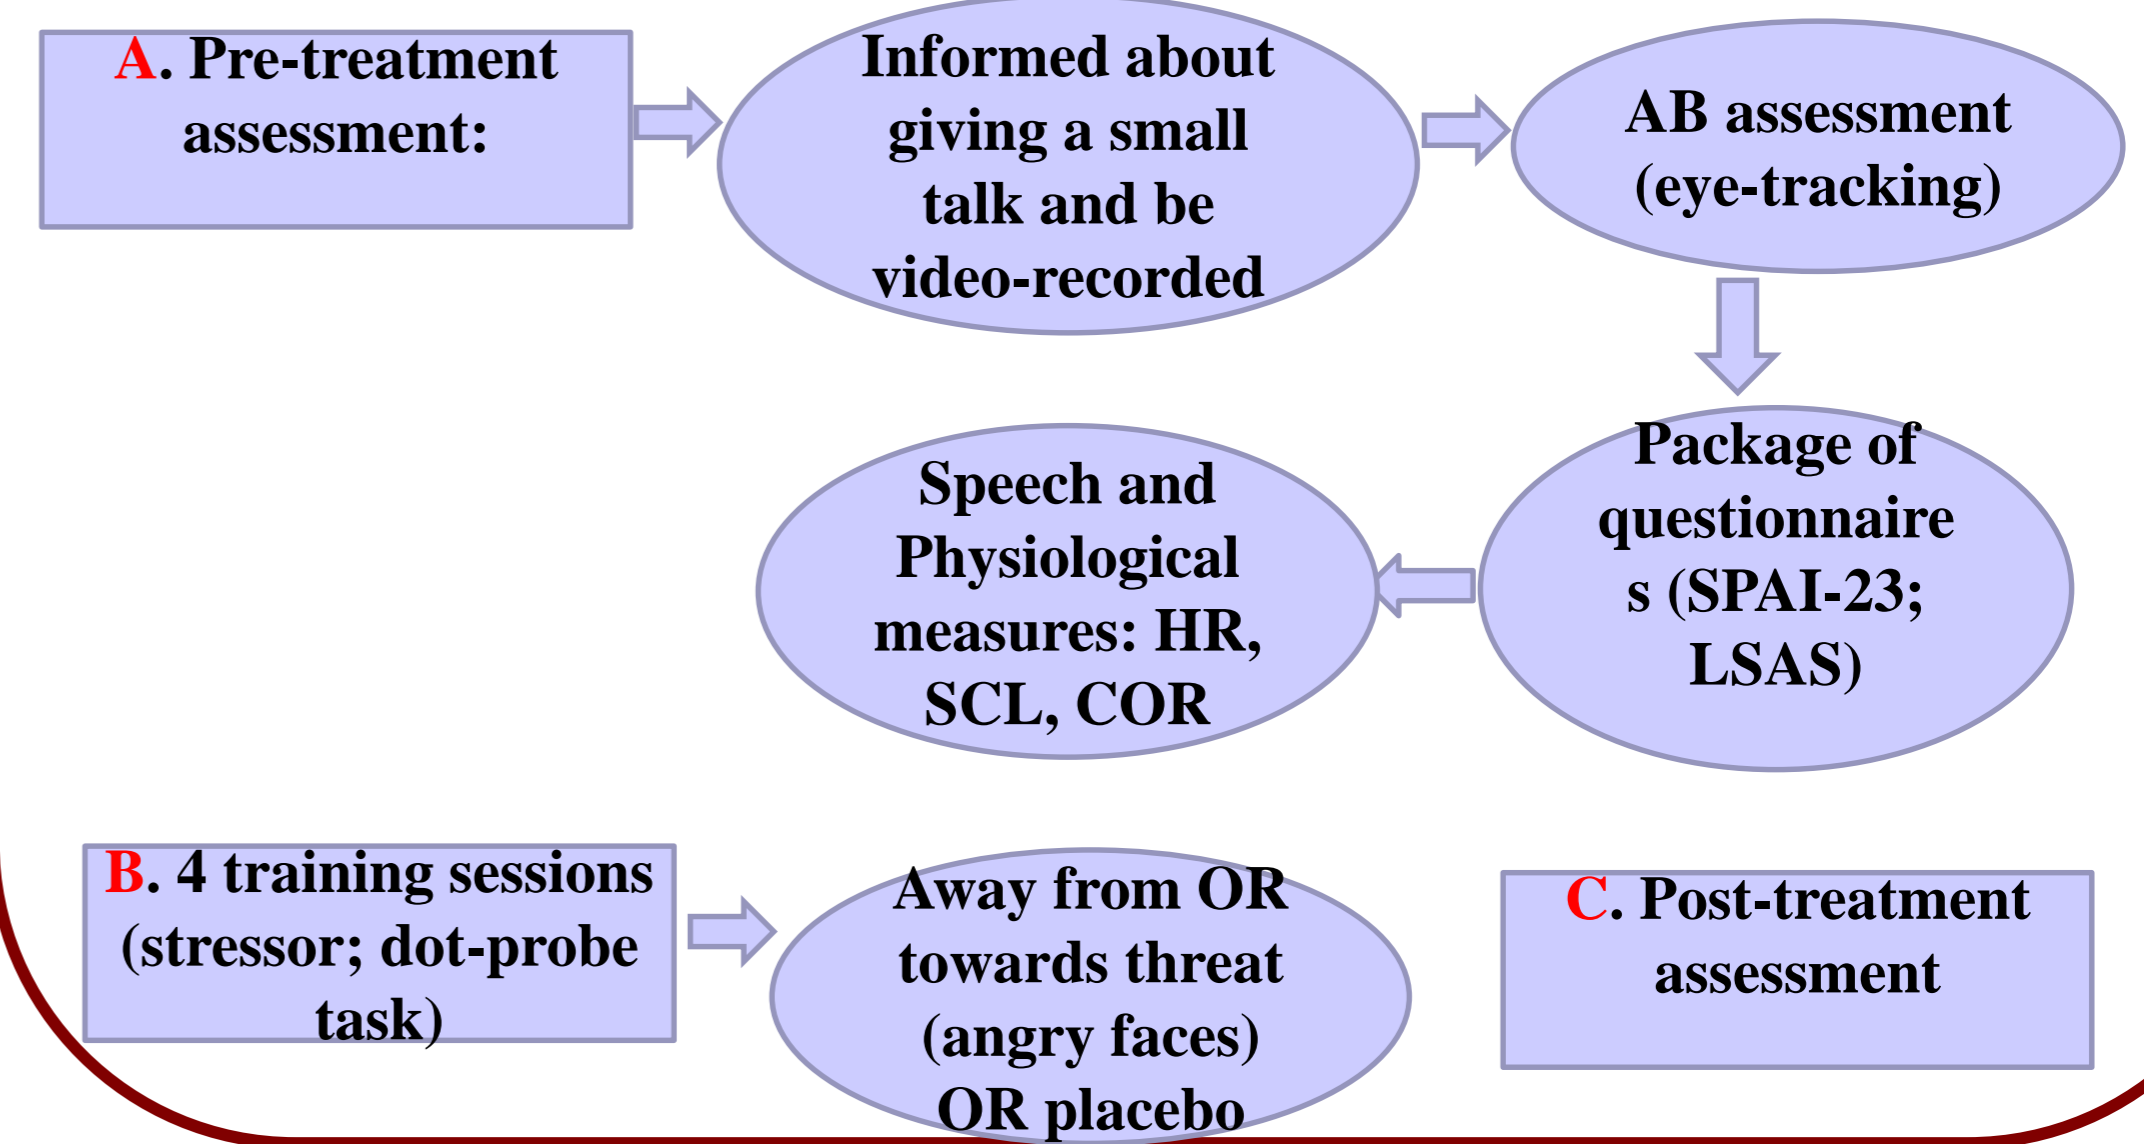 A. Pre-treatment
assessment:
Informed about
giving a small
talk and be
video-recorded
AB assessment
(eye-tracking)
Package of
questionnaire
s (SPAI-23;
LSAS)
Speech and
Physiological
measures: HR,
SCL, COR
B. 4 training sessions
(stressor; dot-probe
task)
Away from OR
towards threat
(angry faces)
OR placebo
C. Post-treatment
assessment